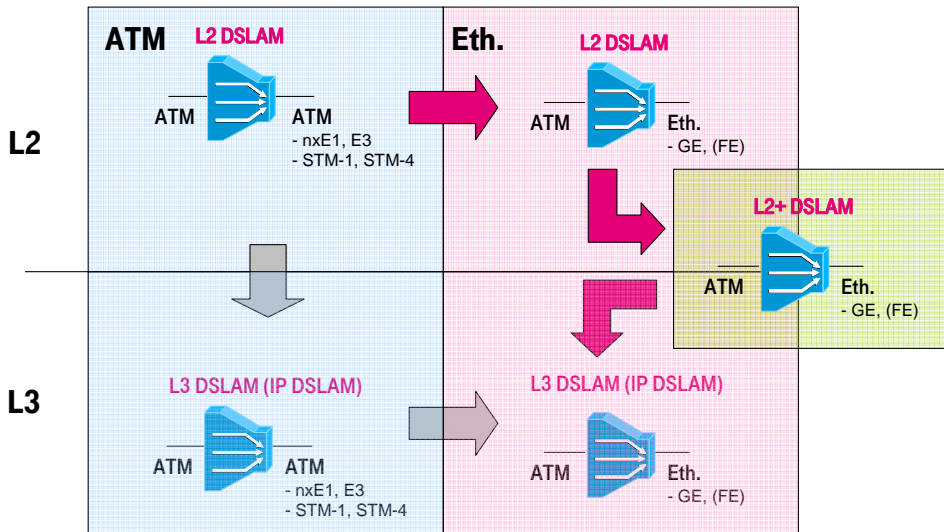 ATM
L2 DSLAM
ATM
ATM
- nxE1, E3
- STM-1, STM-4
Eth.
L2 DSLAM
ATM
Eth.
- GE, (FE)
L2
L2+ DSLAM
ATM
Eth.
- GE, (FE)
L3
L3 DSLAM (IP DSLAM)
ATM
ATM
- nxE1, E3
- STM-1, STM-4
L3 DSLAM (IP DSLAM)
ATM
Eth.
- GE, (FE)